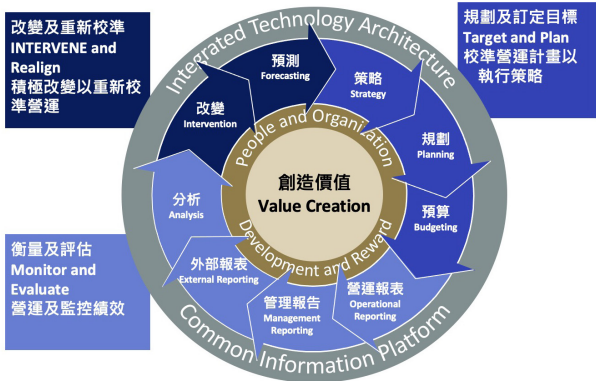 改變及重新校準
INTERVENE and
Realign
積極改變以重新校
準營運
規劃及訂定目標
Target and Plan
校準營運計畫以
執行策略
衡量及評估
Monitor and
Evaluate
營運及監控績效
Integrated Technology Architecture
Common Information Platform
People and Organization
Development and Reward
創造價值
Value Creation
預測
Forecasting
策略
Strategy
規劃
Planning
預算
Budgeting
營運報表
Operational
Reporting
管理報告
Management
Reporting
外部報表
External Reporting
分析
Analysis
改變
Intervention